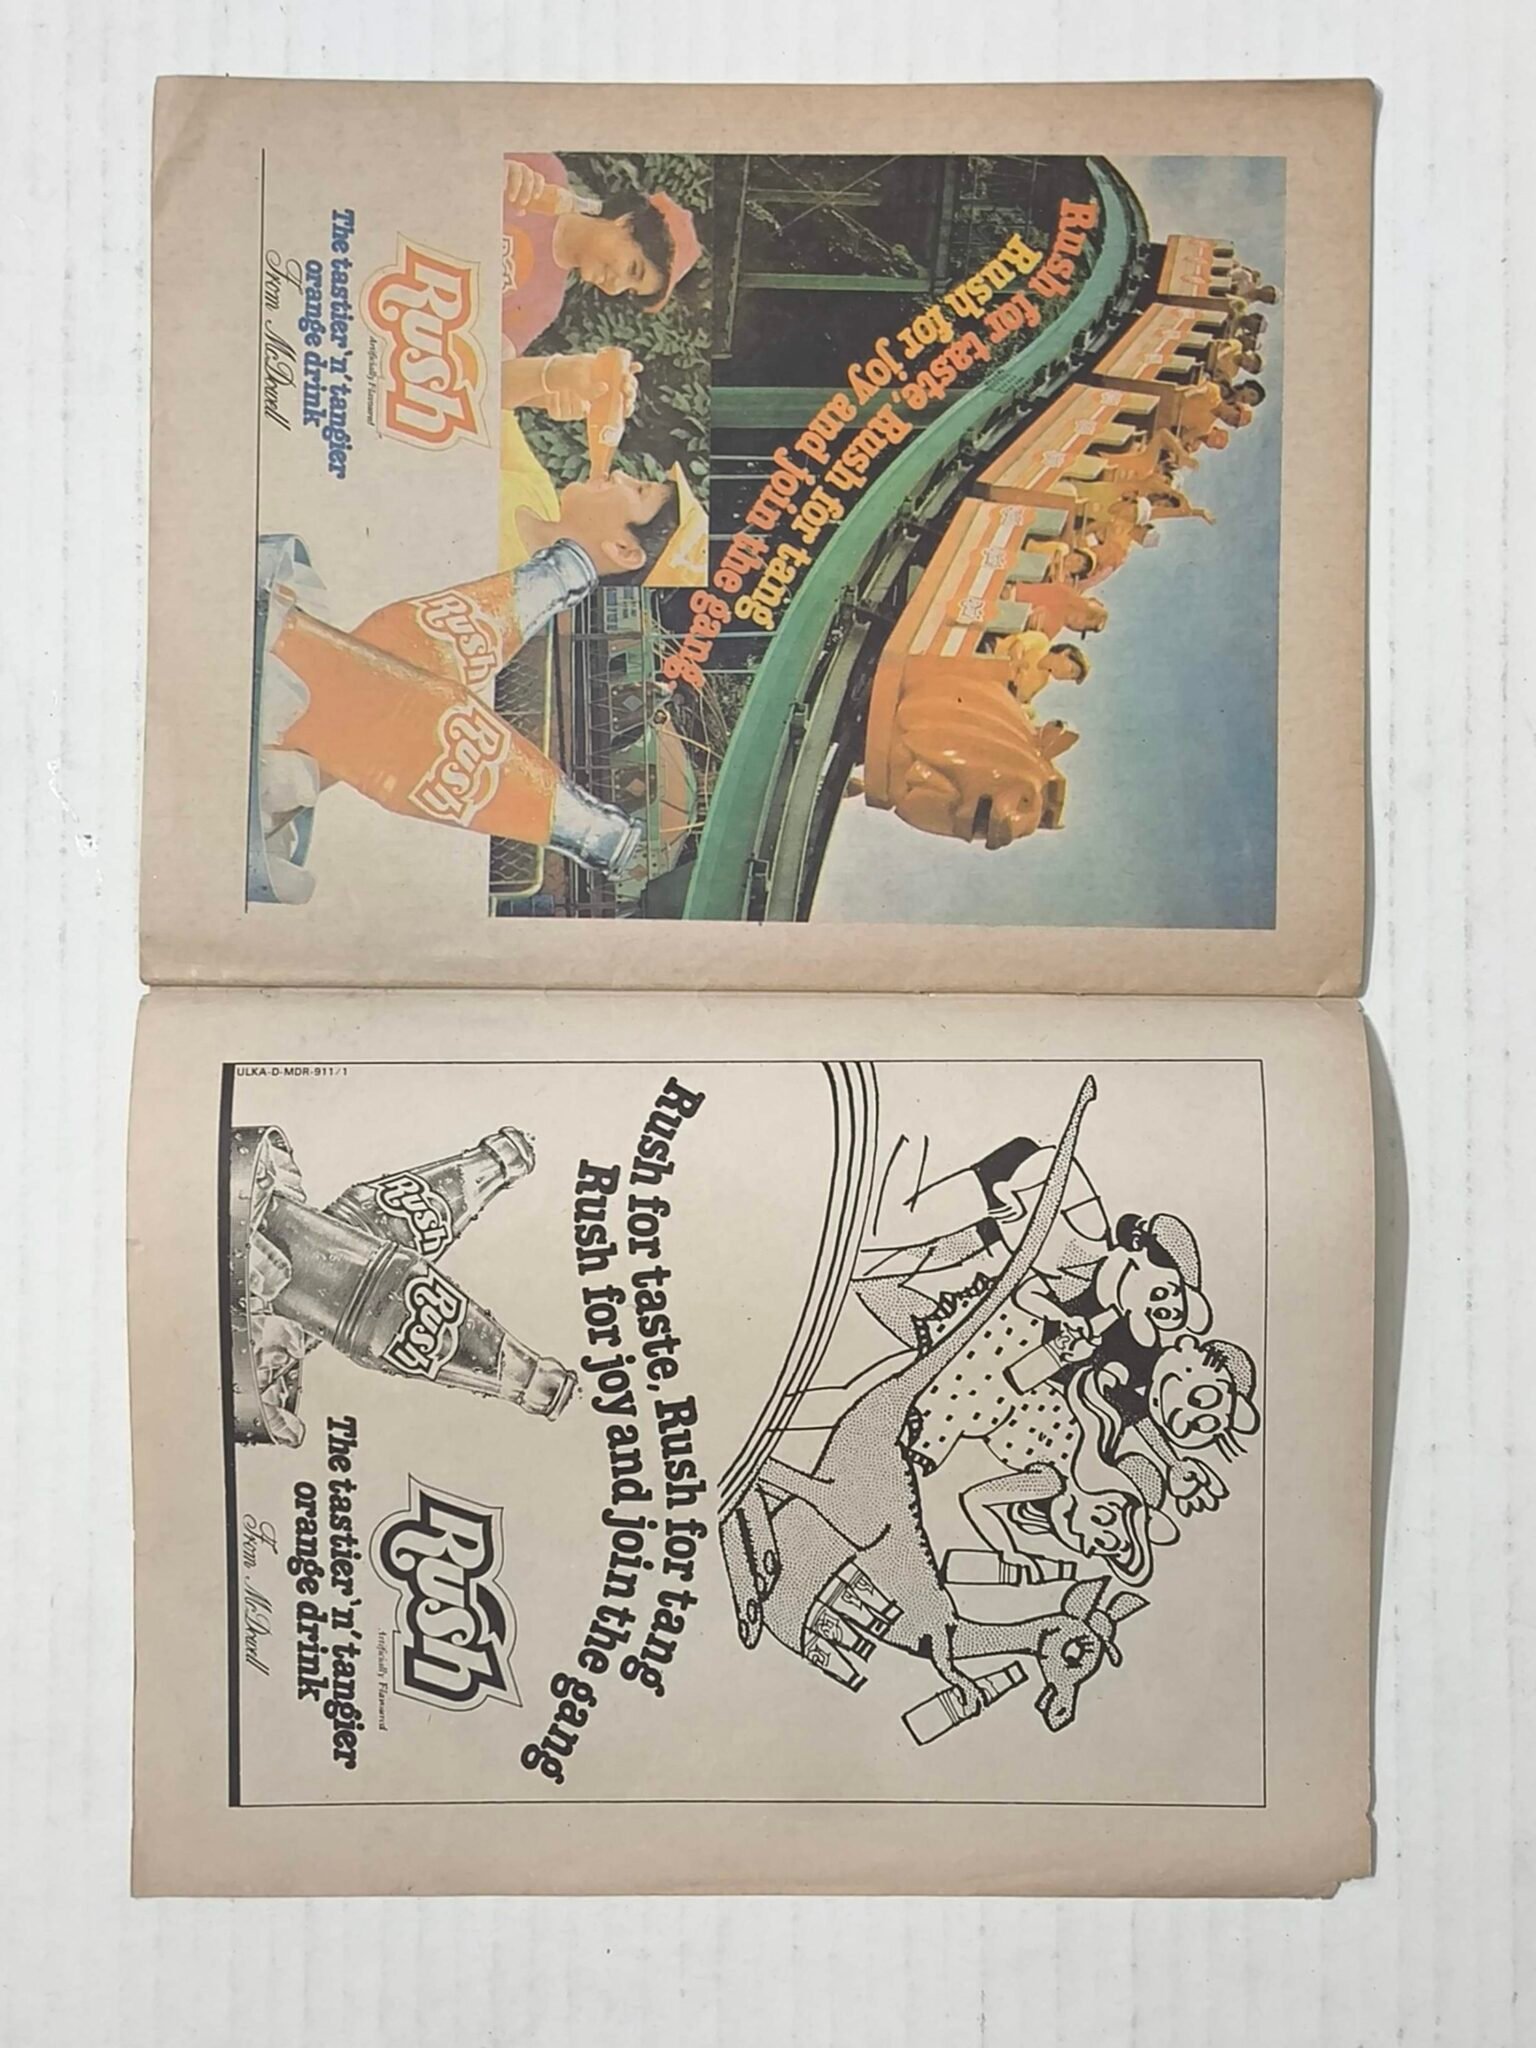 Rush for taste, Rush for tang
Rush for joy and join the gang.
Rush
Rush
Rush
Artificially Flavoured
The tastier 'n' tangier
orange drink
From McDowell
Rush for taste, Rush for tang
Rush for joy and join the gang
Rush
Rush
Rush
Artificially Flavoured
The tastier 'n' tangier
orange drink
From McDowell
ULKA-D-MDR-911/1